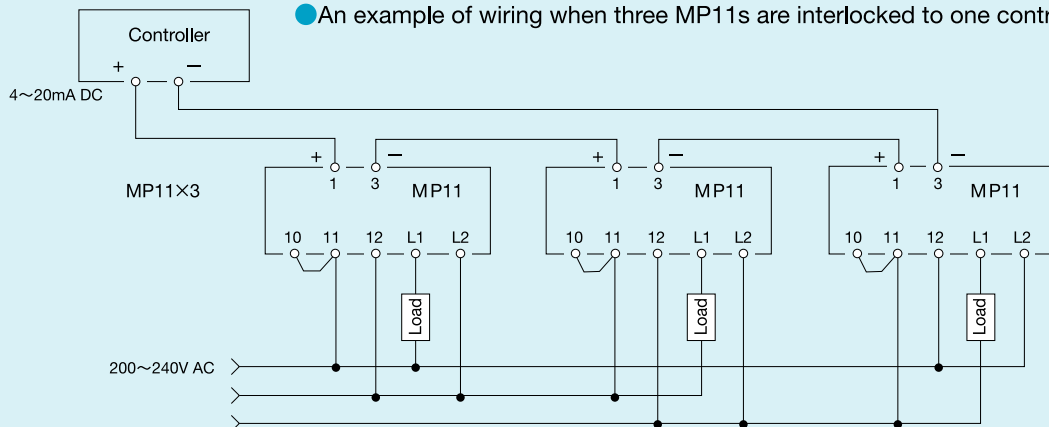 ●An example of wiring when three MP11s are interlocked to one contr
Controller
+ −
4～20mA DC
+ − + − + −
MP11×3
1 3 MP11 1 3 MP11 1 3 MP11
10 11 12 L1 L2 10 11 12 L1 L2 10 11 12 L1 L2
Load Load Load
200～240V AC